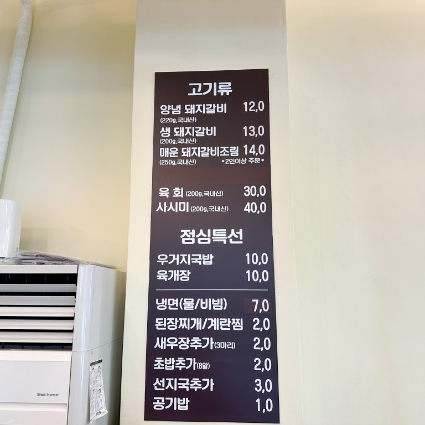 고기류
양념 돼지갈비 12,0
(220g,국내산)
생 돼지갈비 13,0
(200g,국내산)
매운 돼지갈비조림 14,0
(250g,국내산) *2인이상 주문*
육 회 (200g,국내산) 30,0
사시미 (200g,국내산) 40,0
점심특선
우거지국밥 10,0
육개장 10,0
냉면(물/비빔) 7,0
된장찌개/계란찜 2,0
새우장추가(3마리) 2,0
초밥추가(8알) 2,0
선지국추가 3,0
공기밥 1,0